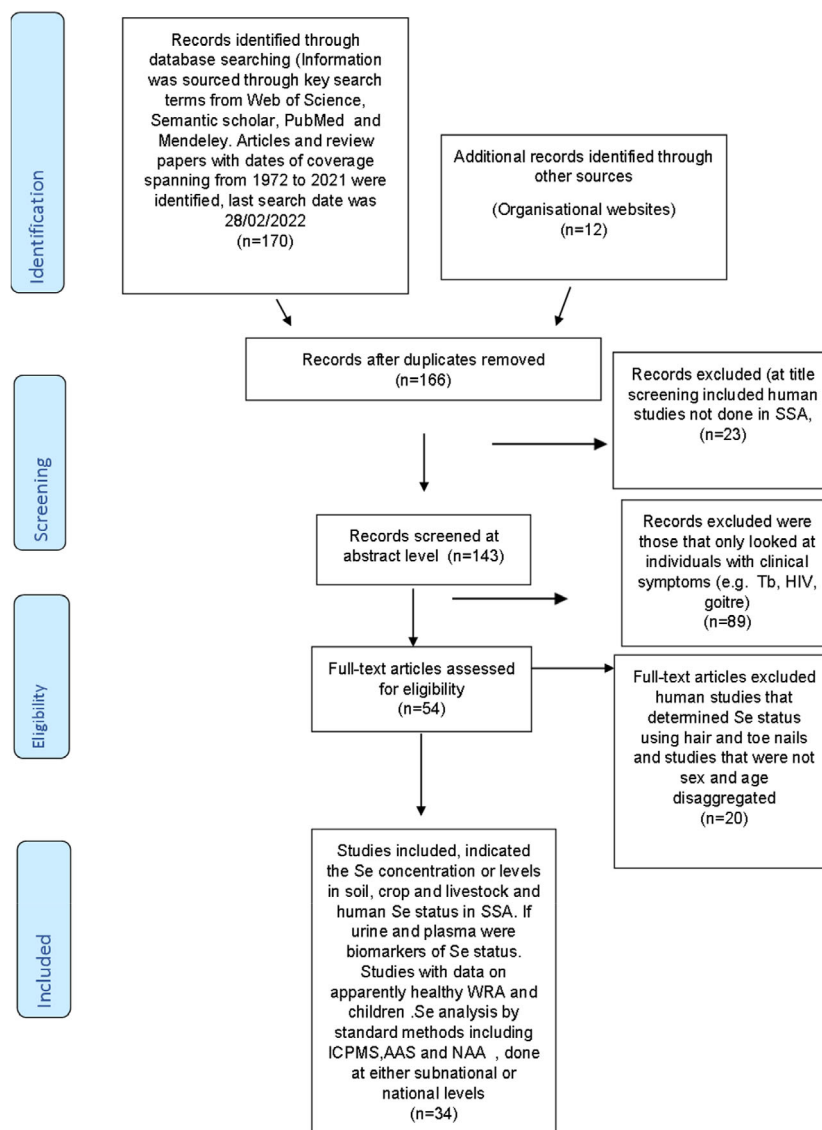 Identification
Records identified through
database searching (Information
was sourced through key search
terms from Web of Science,
Semantic scholar, PubMed and
Mendeley. Articles and review
papers with dates of coverage
spanning from 1972 to 2021 were
identified, last search date was
28/02/2022
(n=170)
Additional records identified through
other sources
(Organisational websites)
(n=12)
Records after duplicates removed
(n=166)
Screening
Records excluded (at title
screening included human
studies not done in SSA,
(n=23)
Records screened at
abstract level (n=143)
Records excluded were
those that only looked at
individuals with clinical
symptoms (e.g. Tb, HIV,
goitre)
(n=89)
Eligibility
Full-text articles assessed
for eligibility
(n=54)
Full-text articles excluded
human studies that
determined Se status
using hair and toe nails
and studies that were not
sex and age
disaggregated
(n=20)
Included
Studies included, indicated
the Se concentration or levels
in soil, crop and livestock and
human Se status in SSA. If
urine and plasma were
biomarkers of Se status.
Studies with data on
apparently healthy WRA and
children .Se analysis by
standard methods including
ICPMS,AAS and NAA , done
at either subnational or
national levels
(n=34)